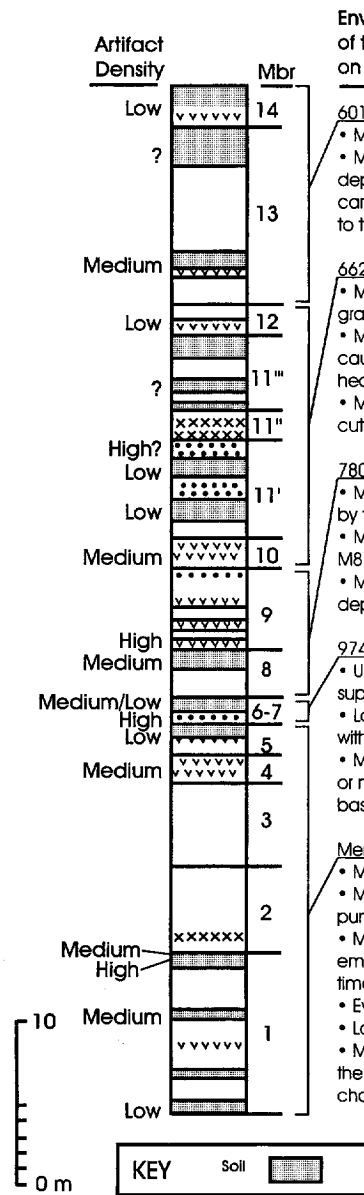 Env
of t
on
Artifact
Density
Mbr
Low
14
?
13
Medium
Low
12
?
11'''
11"
High?
Low
11'
Low
Medium
10
9
High
Medium
8
Medium/Low
6-7
High
Low
5
Medium
4
3
2
Medium
High
Medium
1
Low
10
0 m
601
• M
• M
dep
car
to t
662
• M
gra
• M
cau
hec
• M
cut
780
• M
by t
• M
M8
• M
dep
974
• U
sup
• Lo
with
• M
or r
bas
Mer
• M
• M
pur
• M
em
time
• Ev
• Lo
• M
the
cha
KEY
Soil